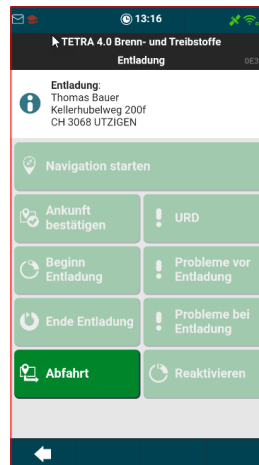 13:16
TETRA 4.0 Brenn- und Treibstoffe
Entladung
0E3
Entladung:
Thomas Bauer
Kellerhubelweg 200f
CH 3068 UTZIGEN
Navigation starten
Ankunft
bestätigen
URD
Beginn
Entladung
Probleme vor
Entladung
Ende Entladung
Probleme bei
Entladung
Abfahrt
Reaktivieren